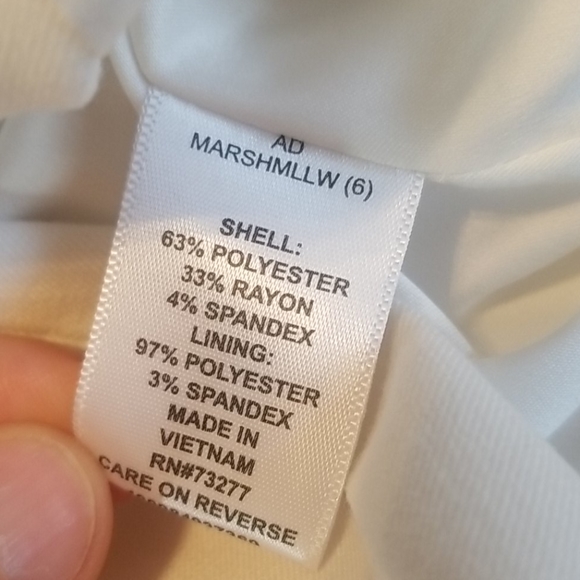 AD
MARSHMLLW (6)
SHELL:
63% POLYESTER
33% RAYON
4% SPANDEX
LINING:
97% POLYESTER
3% SPANDEX
MADE IN
VIETNAM
RN#73277
CARE ON REVERSE